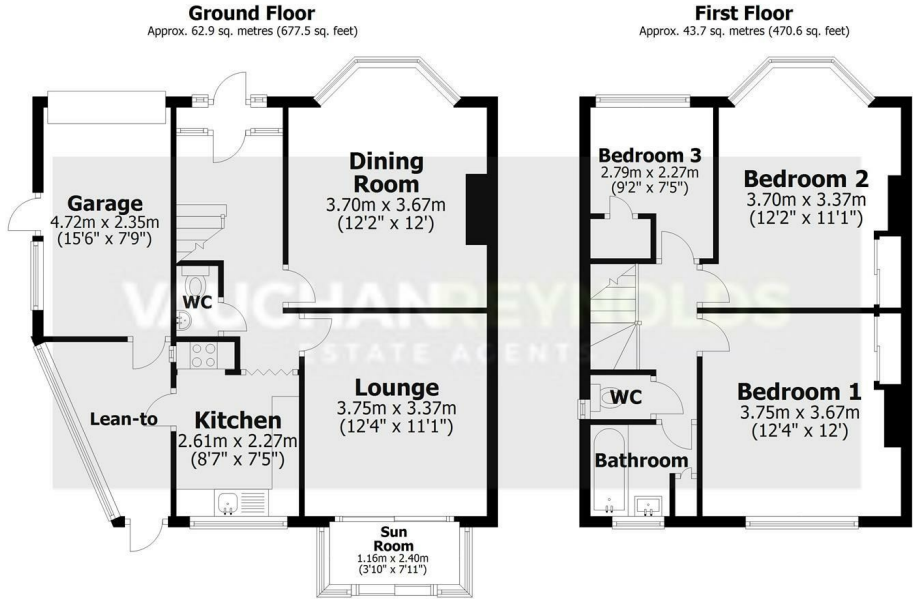 Ground Floor
Approx. 62.9 sq. metres (677.5 sq. feet)
First Floor
Approx. 43.7 sq. metres (470.6 sq. feet)
Garage
4.72m x 2.35m
(15'6" x 7'9")
Dining
Room
3.70m x 3.67m
(12'2" x 12')
WC
Lean-to
Kitchen
2.61m x 2.27m
(8'7" x 7'5")
Lounge
3.75m x 3.37m
(12'4" x 11'1")
Sun
Room
1.16m x 2.40m
(3'10" x 7'11")
Bedroom 3
2.79m x 2.27m
(9'2" x 7'5")
Bedroom 2
3.70m x 3.37m
(12'2" x 11'1")
WC
Bathroom
Bedroom 1
3.75m x 3.67m
(12'4" x 12')
VAUGHANREYNOLDS
ESTATE AGENTS